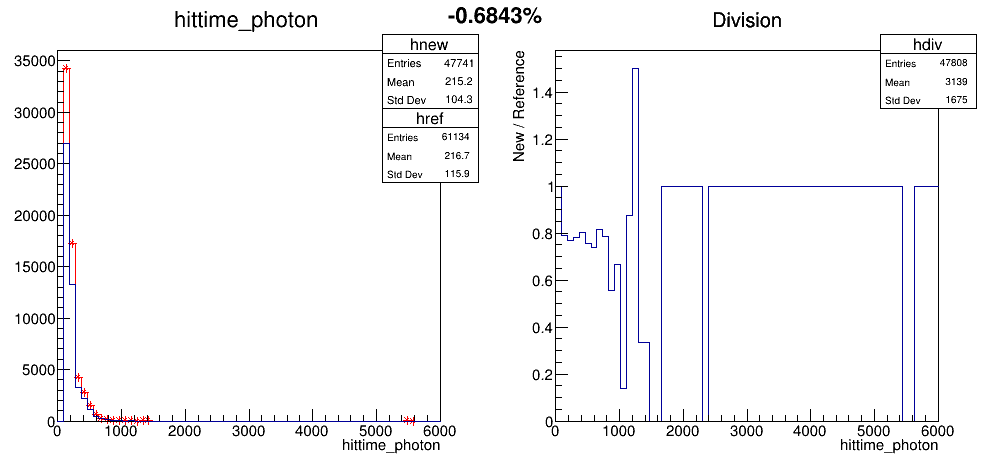 -0.6843%
hittime_photon
hnew
Entries 47741
Mean 215.2
Std Dev 104.3
href
Entries 61134
Mean 216.7
Std Dev 115.9
35000
30000
25000
20000
15000
10000
5000
0
0 1000 2000 3000 4000 5000 6000
hittime_photon
Division
hdiv
Entries 47808
Mean 3139
Std Dev 1675
New / Reference
1.4
1.2
1
0.8
0.6
0.4
0.2
0
0 1000 2000 3000 4000 5000 6000
hittime_photon